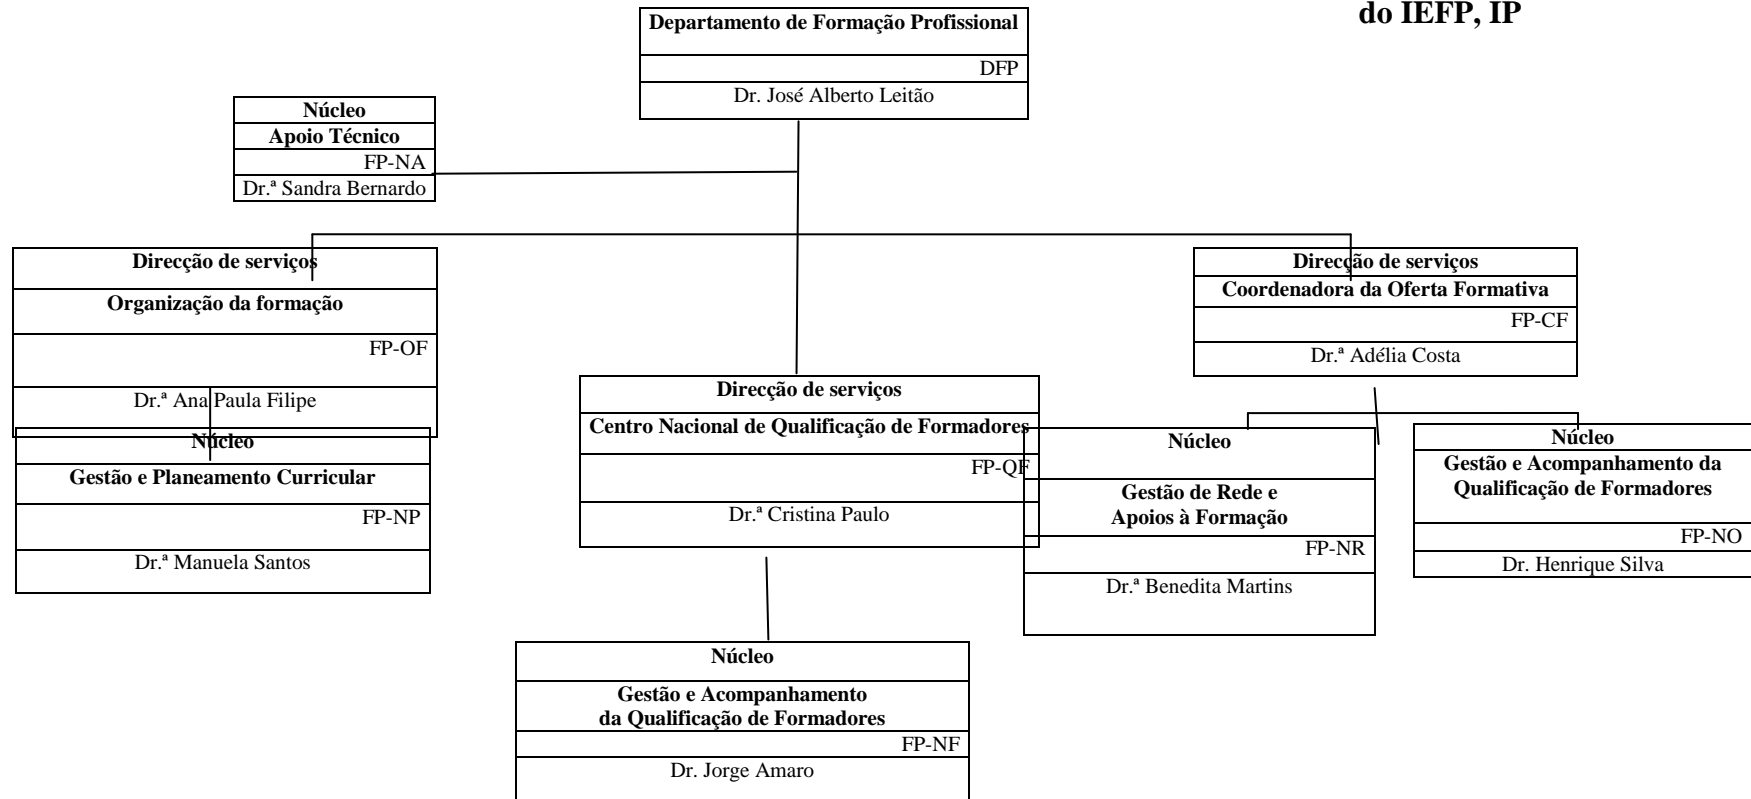 do IEFP, IP
Departamento de Formação Profissional
DFP
Dr. José Alberto Leitão
Núcleo
Apoio Técnico
FP-NA
Dr.ª Sandra Bernardo
Direcção de serviços
Organização da formação
FP-OF
Dr.ª Ana Paula Filipe
Núcleo
Gestão e Planeamento Curricular
FP-NP
Dr.ª Manuela Santos
Direcção de serviços
Centro Nacional de Qualificação de Formadores
FP-QF
Dr.ª Cristina Paulo
Núcleo
Gestão e Acompanhamento
da Qualificação de Formadores
FP-NF
Dr. Jorge Amaro
Direcção de serviços
Coordenadora da Oferta Formativa
FP-CF
Dr.ª Adélia Costa
Núcleo
Gestão de Rede e
Apoios à Formação
FP-NR
Dr.ª Benedita Martins
Núcleo
Gestão e Acompanhamento da
Qualificação de Formadores
FP-NO
Dr. Henrique Silva